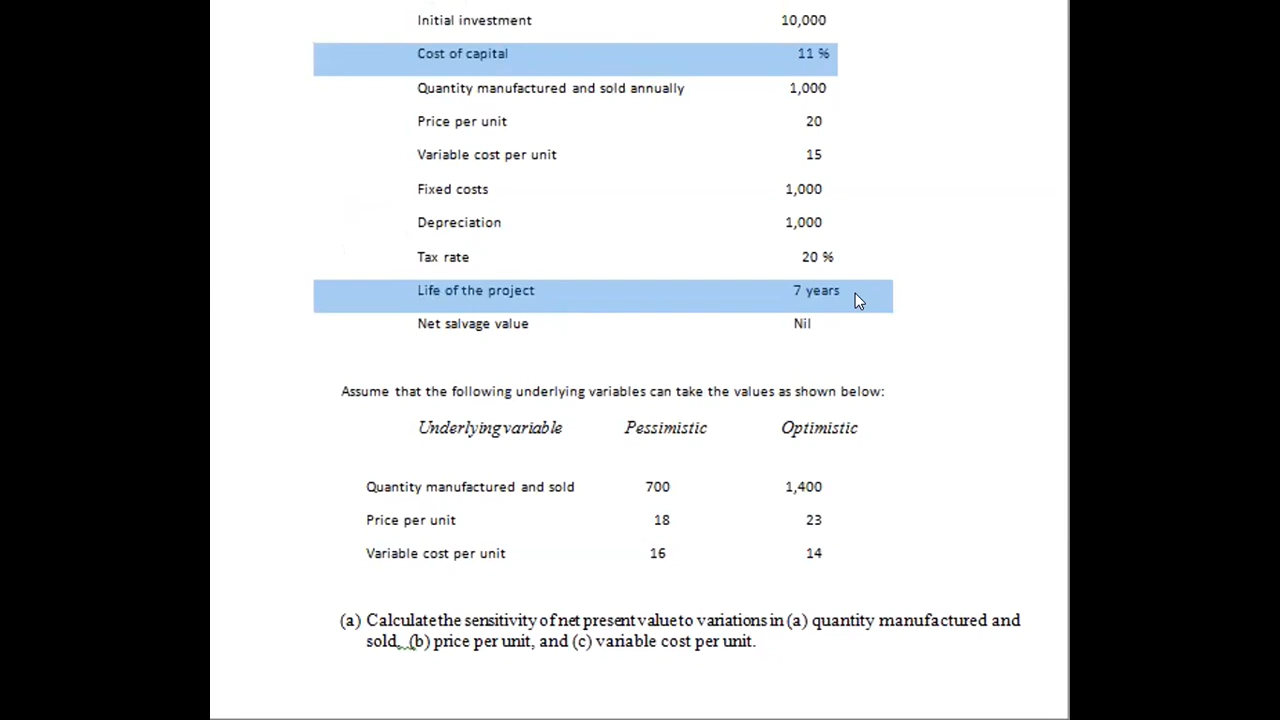 Initial investment 10,000
Cost of capital 11 %
Quantity manufactured and sold annually 1,000
Price per unit 20
Variable cost per unit 15
Fixed costs 1,000
Depreciation 1,000
Tax rate 20 %
Life of the project 7 years
Net salvage value Nil
Assume that the following underlying variables can take the values as shown below:
Underlying variable Pessimistic Optimistic
Quantity manufactured and sold 700 1,400
Price per unit 18 23
Variable cost per unit 16 14
(a) Calculate the sensitivity of net present value to variations in (a) quantity manufactured and
sold, (b) price per unit, and (c) variable cost per unit.